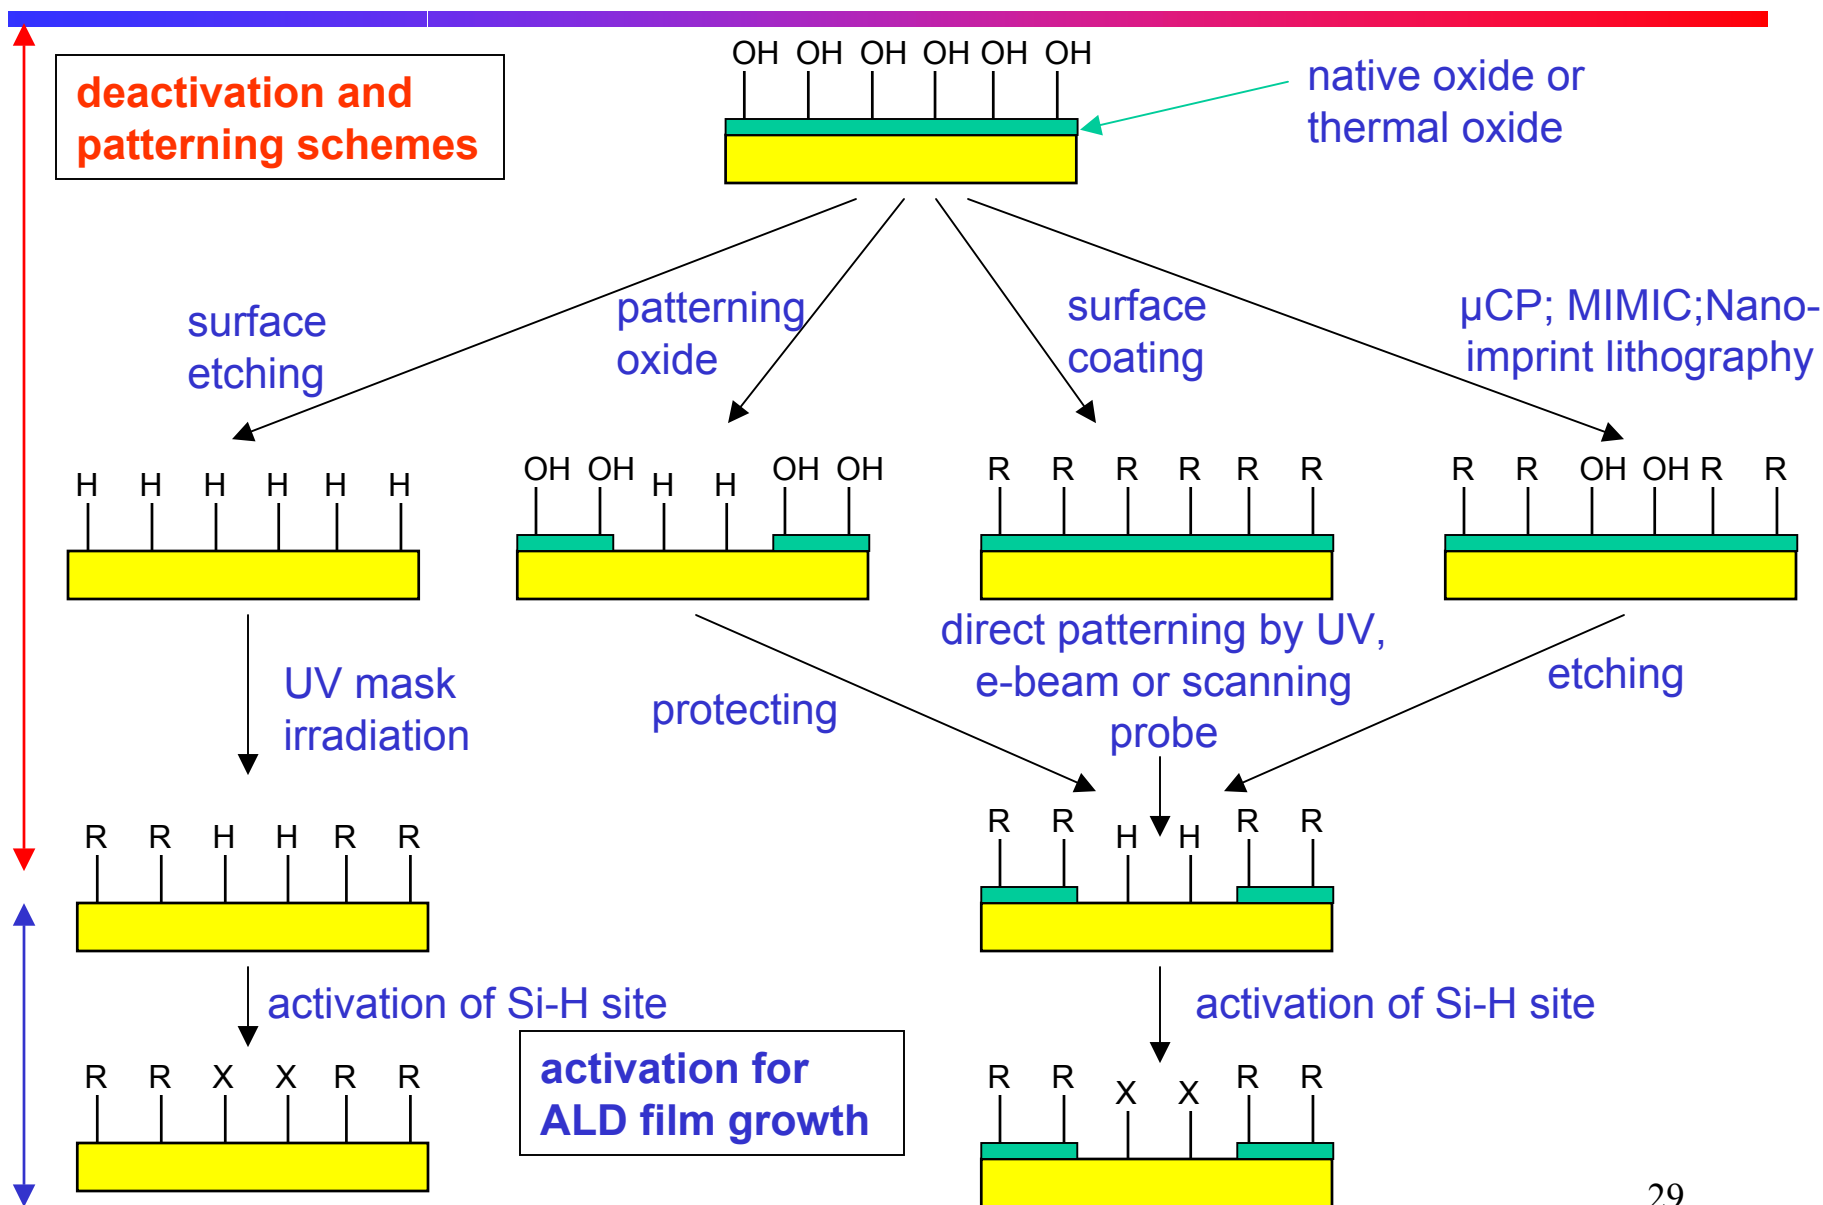 OH OH OH OH OH OH
deactivation and
patterning schemes
native oxide or
thermal oxide
surface
etching
patterning
oxide
surface
coating
µCP; MIMIC;Nano-
imprint lithography
H H H H H H
OH OH H H OH OH
R R R R R R
R R OH OH R R
UV mask
irradiation
protecting
direct patterning by UV,
e-beam or scanning
probe
etching
R R H H R R
R R H H R R
activation of Si-H site
activation of Si-H site
R R X X R R
activation for
ALD film growth
R R X X R R
29